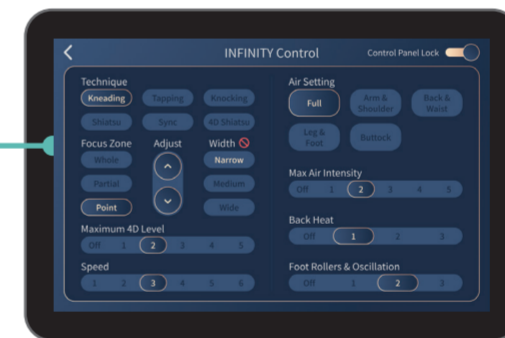 INFINITY Control
Control Panel Lock
Technique
Kneading Tapping Knocking
Shiatsu Sync 4D Shiatsu
Focus Zone Adjust Width
Whole Narrow
Partial Medium
Point Wide
Maximum 4D Level
Off 1 2 3 4 5
Speed
1 2 3 4 5 6
Air Setting
Full Arm & Shoulder Back & Waist
Leg & Foot Buttock
Max Air Intensity
Off 1 2 3 4 5
Back Heat
Off 1 2 3
Foot Rollers & Oscillation
Off 1 2 3